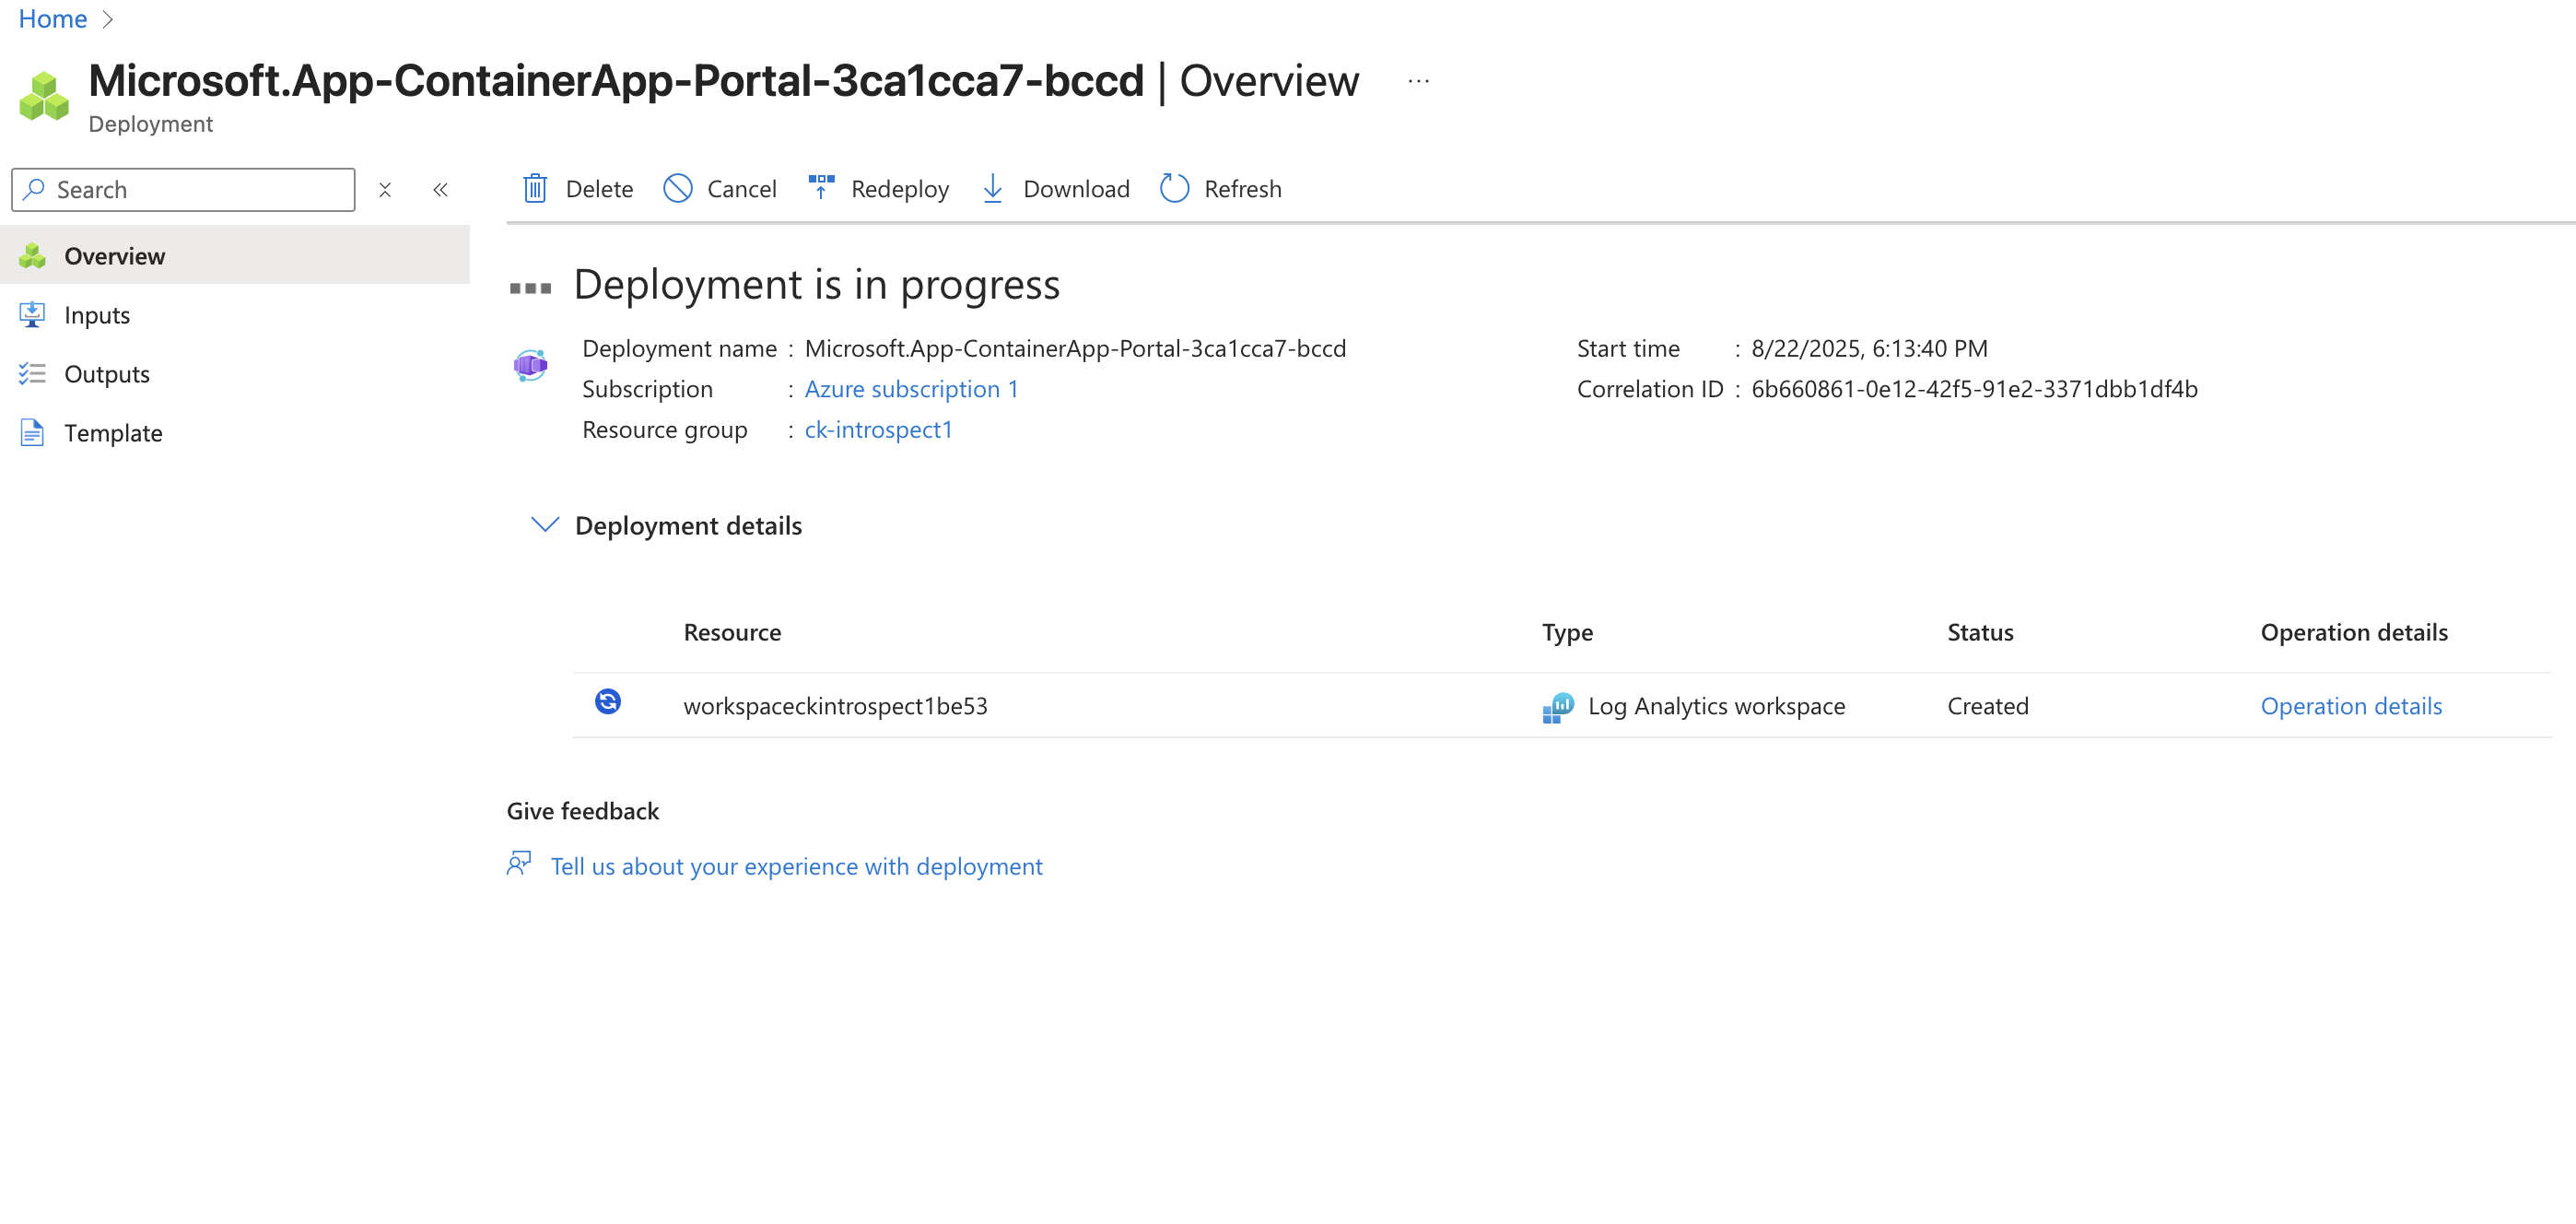 Home
Microsoft.App-ContainerApp-Portal-3ca1cca7-bccd | Overview ...
Deployment
Search
Delete Cancel Redeploy Download Refresh
Overview
Inputs
Outputs
Template
Deployment is in progress
Deployment name : Microsoft.App-ContainerApp-Portal-3ca1cca7-bccd
Subscription : Azure subscription 1
Resource group : ck-introspect1
Start time : 8/22/2025, 6:13:40 PM
Correlation ID : 6b660861-0e12-42f5-91e2-3371dbb1df4b
Deployment details
Resource Type Status Operation details
workspaceckintrospect1be53 Log Analytics workspace Created Operation details
Give feedback
Tell us about your experience with deployment